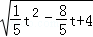 √(1/5 t² − 8/5 t+4)